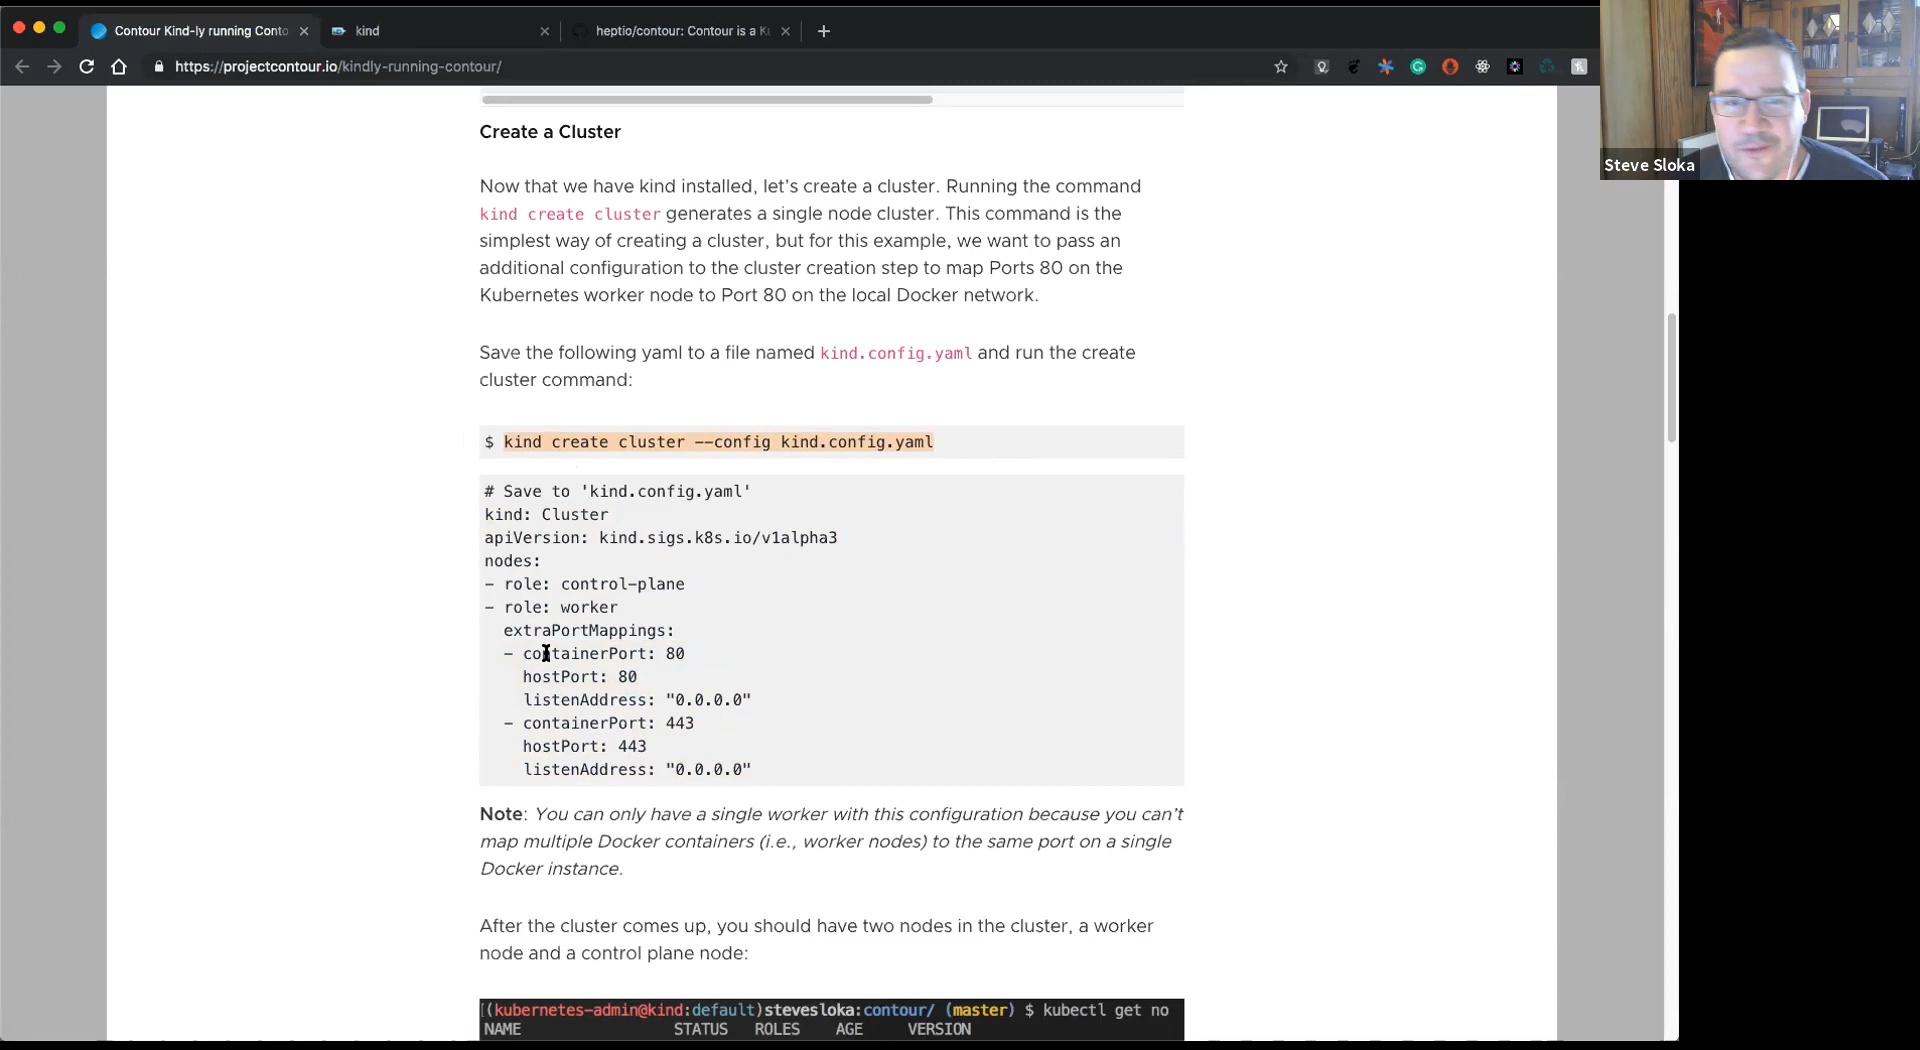 Contour Kind-ly running Conto
kind
heptio/contour: Contour is a K
https://projectcontour.io/kindly-running-contour/
Steve Sloka
Create a Cluster
Now that we have kind installed, let's create a cluster. Running the command
kind create cluster generates a single node cluster. This command is the
simplest way of creating a cluster, but for this example, we want to pass an
additional configuration to the cluster creation step to map Ports 80 on the
Kubernetes worker node to Port 80 on the local Docker network.
Save the following yaml to a file named kind.config.yaml and run the create
cluster command:
$ kind create cluster --config kind.config.yaml
# Save to 'kind.config.yaml'
kind: Cluster
apiVersion: kind.sigs.k8s.io/v1alpha3
nodes:
- role: control-plane
- role: worker
extraPortMappings:
- containerPort: 80
hostPort: 80
listenAddress: "0.0.0.0"
- containerPort: 443
hostPort: 443
listenAddress: "0.0.0.0"
Note: You can only have a single worker with this configuration because you can't
map multiple Docker containers (i.e., worker nodes) to the same port on a single
Docker instance.
After the cluster comes up, you should have two nodes in the cluster, a worker
node and a control plane node:
[(kubernetes-admin@kind:default)stevesloka:contour/ (master) $ kubectl get no
NAME STATUS ROLES AGE VERSION